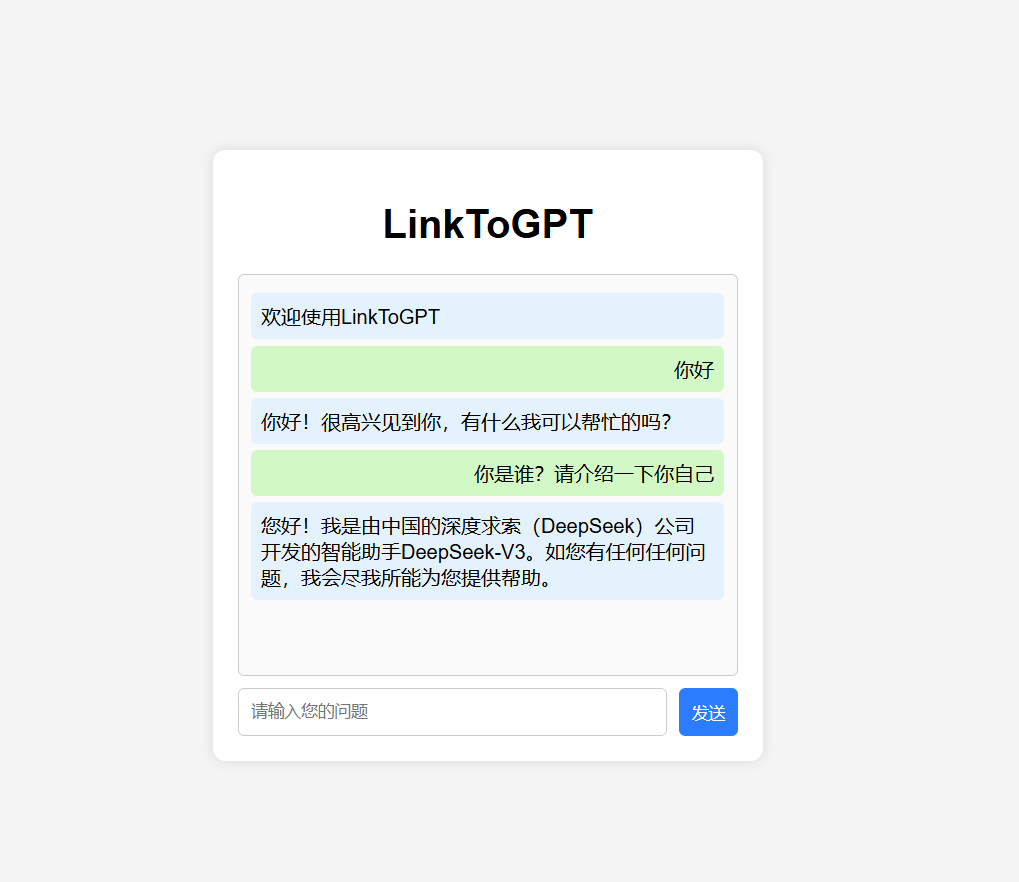 LinkToGPT
欢迎使用LinkToGPT
你好
你好！很高兴见到你，有什么我可以帮忙的吗？
你是谁？请介绍一下你自己
您好！我是由中国的深度求索（DeepSeek）公司
开发的智能助手DeepSeek-V3。如您有任何任何问
题，我会尽我所能为您提供帮助。
请输入您的问题
发送